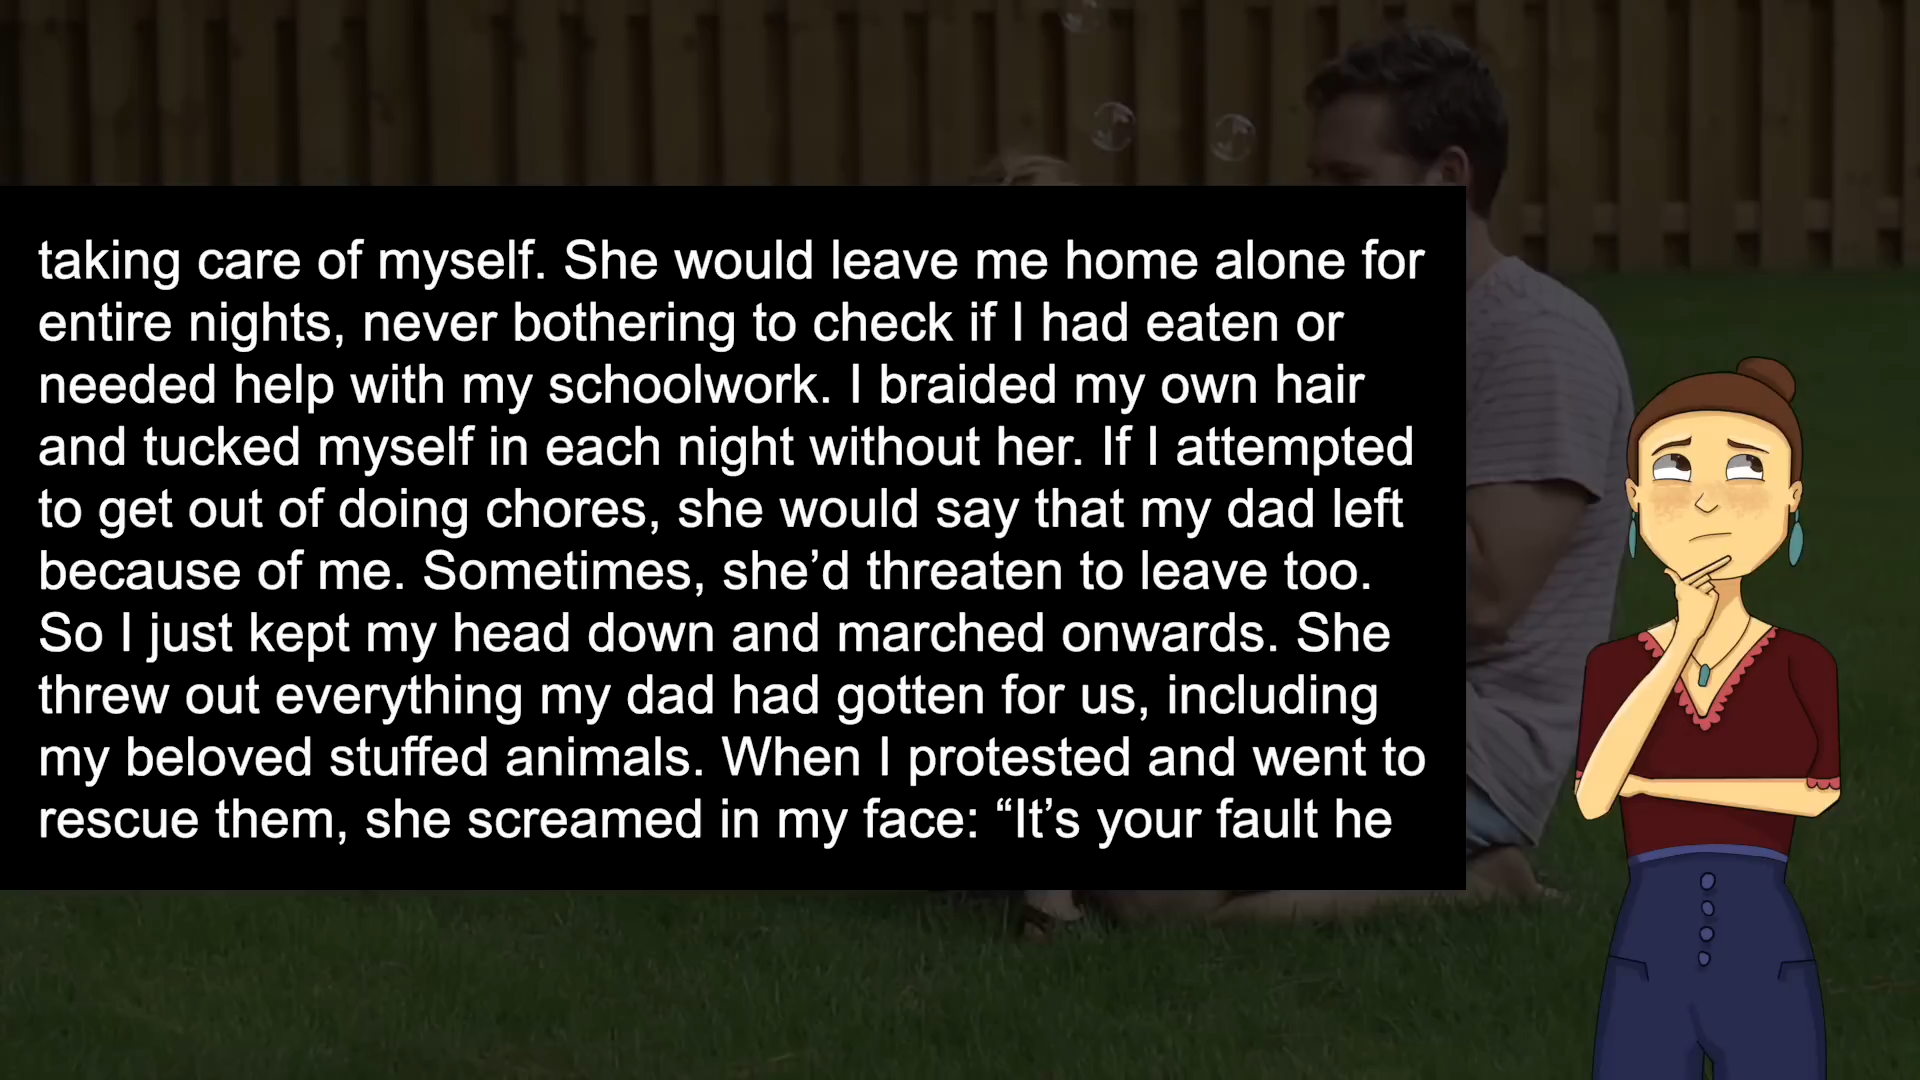 taking care of myself. She would leave me home alone for
entire nights, never bothering to check if I had eaten or
needed help with my schoolwork. I braided my own hair
and tucked myself in each night without her. If I attempted
to get out of doing chores, she would say that my dad left
because of me. Sometimes, she’d threaten to leave too.
So I just kept my head down and marched onwards. She
threw out everything my dad had gotten for us, including
my beloved stuffed animals. When I protested and went to
rescue them, she screamed in my face: “It’s your fault he